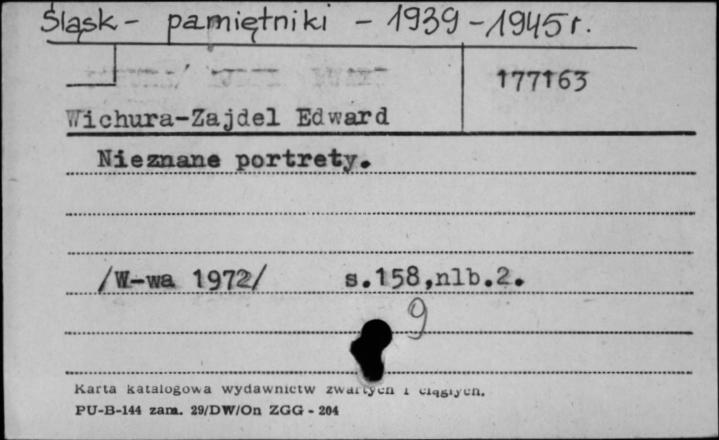 Śląsk - pamiętniki - 1939-1945 r.
177163
Wichura-Zajdel Edward
Nieznane portrety.
/W-wa 1972/ s.158,nlb.2.
9
Karta katalogowa wydawnictw zwartych i ciągłych.
PU-B-144 zam. 29/DW/On ZGG - 204